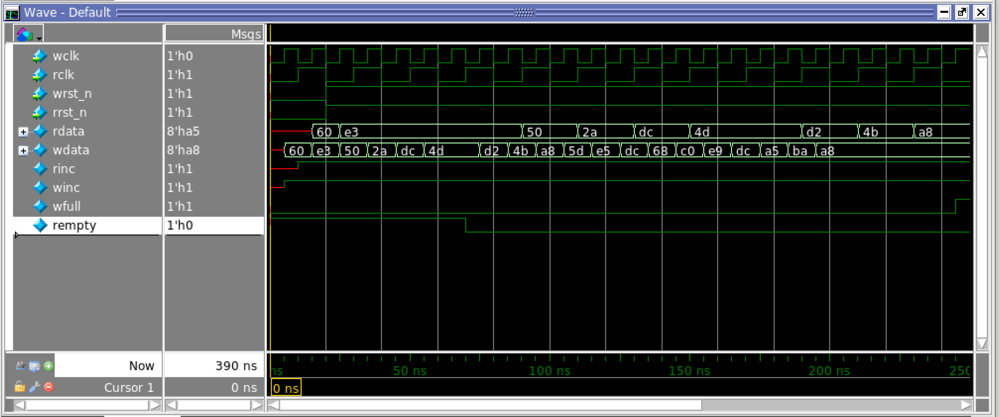 Wave - Default
Msgs
wclk 1'h0
rclk 1'h1
wrst_n 1'h1
rrst_n 1'h1
rdata 8'ha5 60 e3 50 2a dc 4d d2 4b a8
wdata 8'ha8 60 e3 50 2a dc 4d d2 4b a8 5d e5 dc 68 c0 e9 dc a5 ba a8
rinc 1'h1
winc 1'h1
wfull 1'h1
rempty 1'h0
Now 390 ns ns 50 ns 100 ns 150 ns 200 ns 250
Cursor 1 0 ns 0 ns